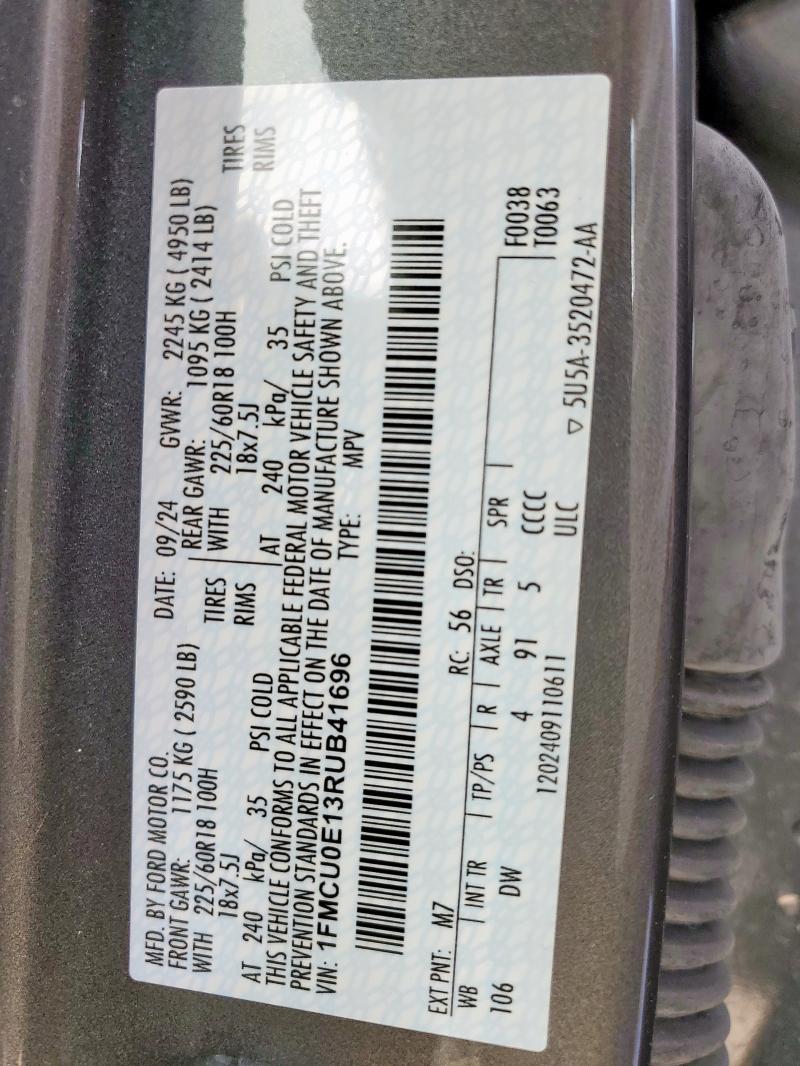 MFD. BY FORD MOTOR CO. DATE: 09/24 GVWR: 2245 KG ( 4950 LB)
FRONT GAWR: 1175 KG ( 2590 LB) REAR GAWR: 1095 KG ( 2414 LB)
WITH 225/60R18 100H TIRES WITH 225/60R18 100H TIRES
18x7.5J RIMS 18x7.5J RIMS
AT 240 kPa/ 35 PSI COLD AT 240 kPa/ 35 PSI COLD
THIS VEHICLE CONFORMS TO ALL APPLICABLE FEDERAL MOTOR VEHICLE SAFETY AND THEFT
PREVENTION STANDARDS IN EFFECT ON THE DATE OF MANUFACTURE SHOWN ABOVE.
VIN: 1FMCU0E13RUB41696 TYPE: MPV
EXT PNT: M7 RC: 56 DSO:
WB INT TR TP/PS R AXLE TR SPR F0038
106 DW 4 91 5 CCCC T0063
1202409110611 ULC
▽ 5U5A-3520472-AA